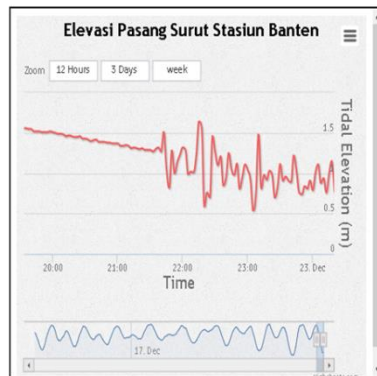 Elevasi Pasang Surut Stasiun Banten
Zoom 12 Hours 3 Days week
Tidal Elevation (m)
1.5
1
0.5
0
20:00 21:00 22:00 23:00 23. Dec
Time
17. Dec